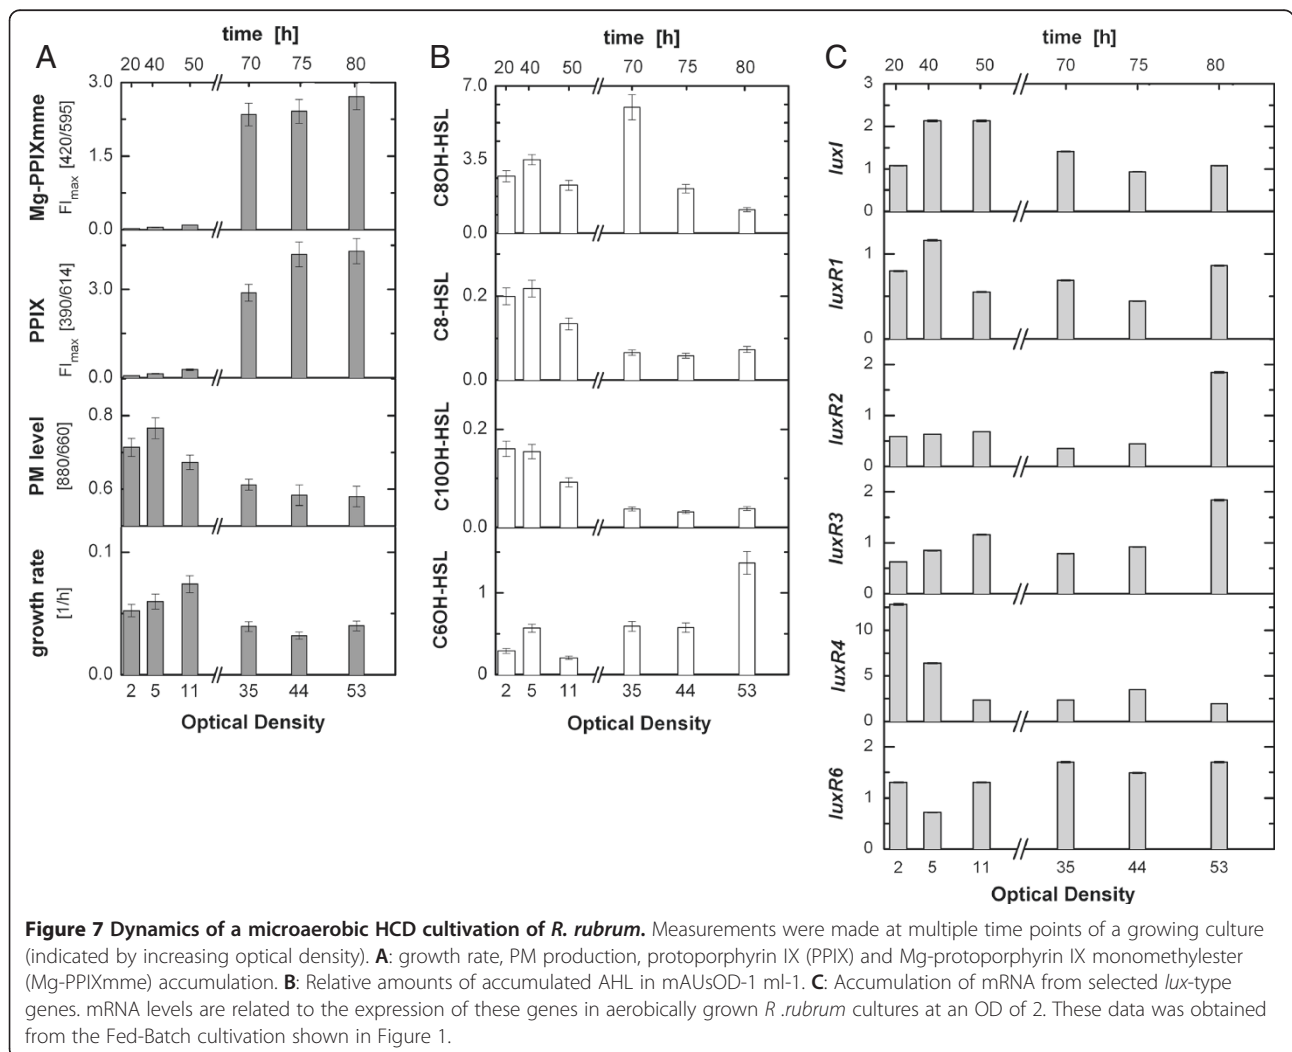 A
time [h]
20 40 50 70 75 80
Mg-PPIXmme
FImax [420/595]
3.0
1.5
0.0
PPIX
FImax [390/614]
3.0
0.0
PM level
[880/660]
0.8
0.6
growth rate
[1/h]
0.1
0.0
2 5 11 35 44 53
Optical Density
B
time [h]
20 40 50 70 75 80
C8OH-HSL
7.0
3.5
0.0
C8-HSL
0.2
0.0
C10OH-HSL
0.2
0.0
C6OH-HSL
1
0
2 5 11 35 44 53
Optical Density
C
time [h]
20 40 50 70 75 80
luxI
3
2
1
0
luxR1
1
0
luxR2
2
1
0
luxR3
2
1
0
luxR4
10
5
0
luxR6
2
1
0
2 5 11 35 44 53
Optical Density
Figure 7 Dynamics of a microaerobic HCD cultivation of R. rubrum. Measurements were made at multiple time points of a growing culture
(indicated by increasing optical density). A: growth rate, PM production, protoporphyrin IX (PPIX) and Mg-protoporphyrin IX monomethylester
(Mg-PPIXmme) accumulation. B: Relative amounts of accumulated AHL in mAUsOD-1 ml-1. C: Accumulation of mRNA from selected lux-type
genes. mRNA levels are related to the expression of these genes in aerobically grown R .rubrum cultures at an OD of 2. These data was obtained
from the Fed-Batch cultivation shown in Figure 1.